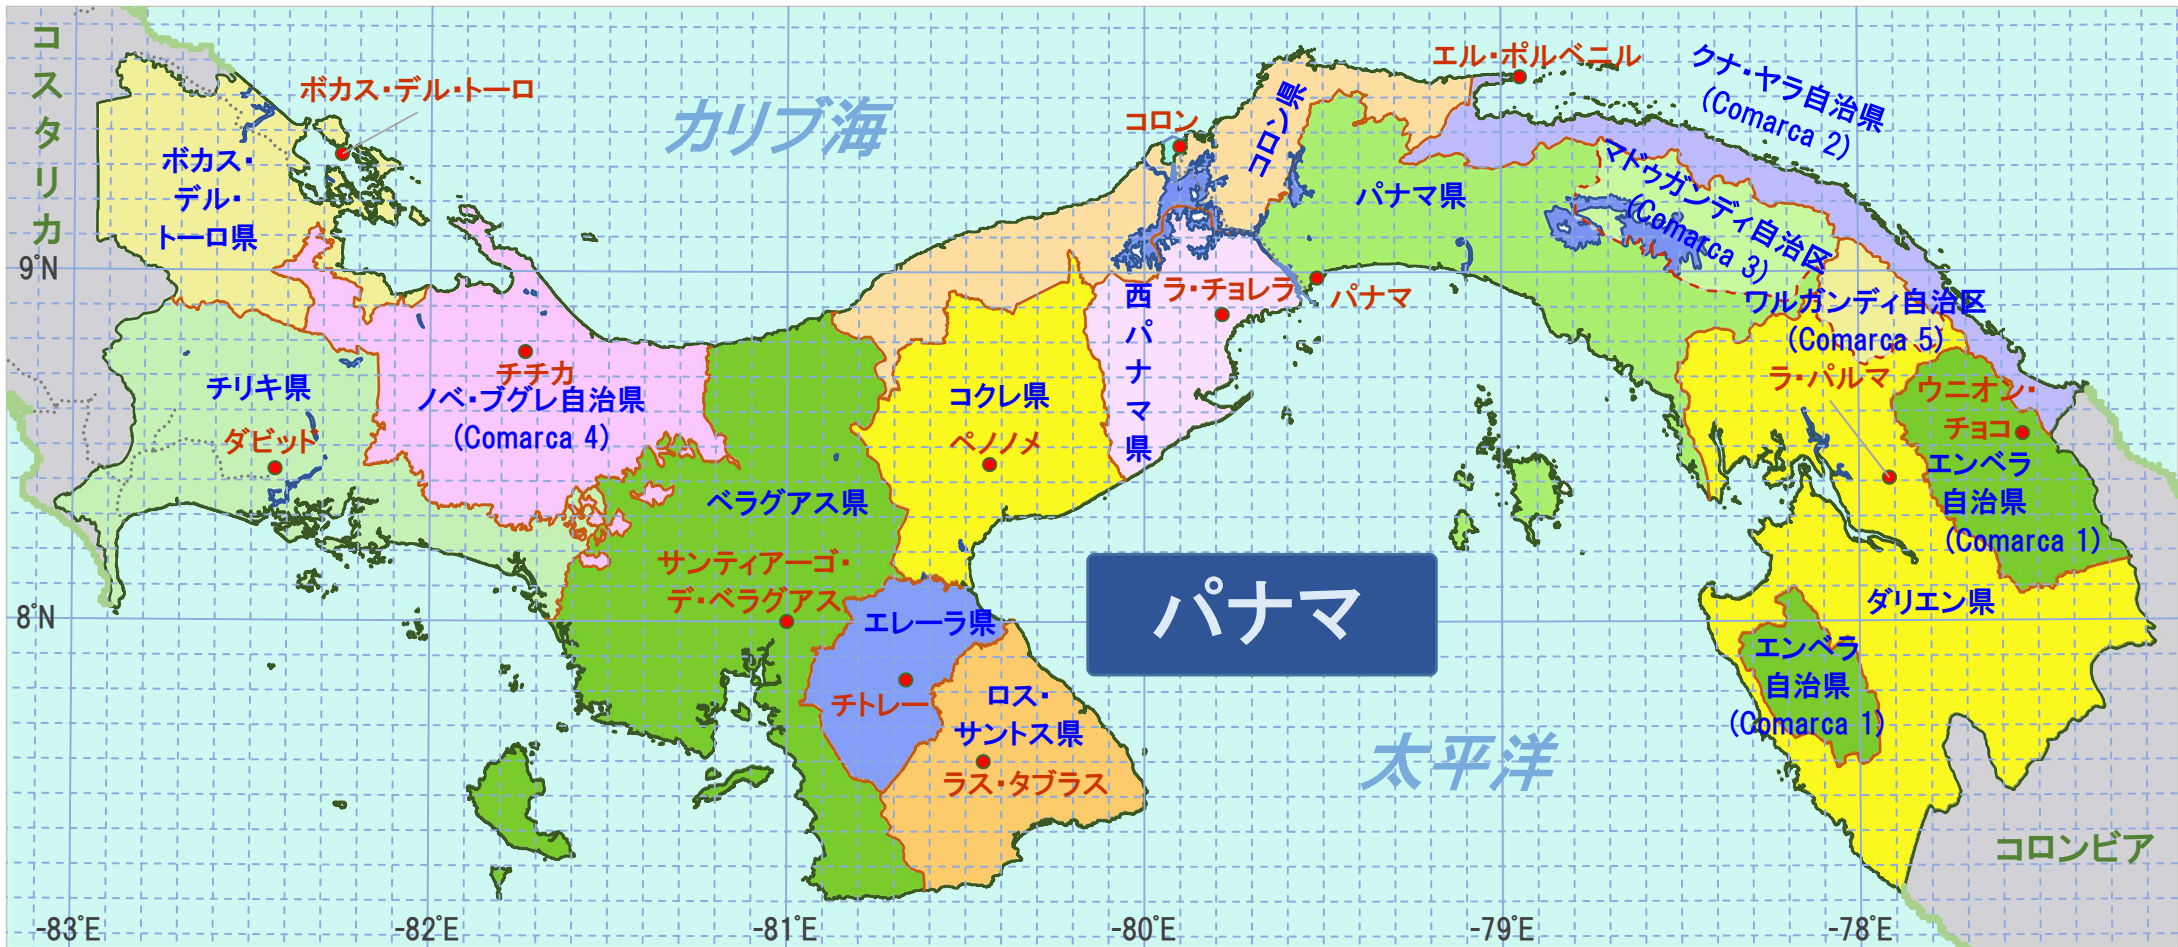 コ
ス
タ
リ
カ
ボカス・デル・トーロ
ボカス・
デル・
トーロ県
カリブ海
コロン
コロン県
エル・ポルベニル
クナ・ヤラ自治県
(Comarca 2)
マドゥガンディ自治区
(Comarca 3)
パナマ県
9°N
西
パ
ナ
マ
県
ラ・チョレラ
パナマ
ワルガンディ自治区
(Comarca 5)
チリキ県
ダビット
チチカ
ノベ・ブグレ自治県
(Comarca 4)
コクレ県
ペノノメ
ラ・パルマ
ウニオン・
チョコ
エンベラ
自治県
(Comarca 1)
ベラグアス県
サンティアーゴ・
デ・ベラグアス
8°N
エレーラ県
パナマ
ダリエン県
エンベラ
自治県
(Comarca 1)
チトレー
ロス・
サントス県
ラス・タブラス
太平洋
コロンビア
-83°E
-82°E
-81°E
-80°E
-79°E
-78°E